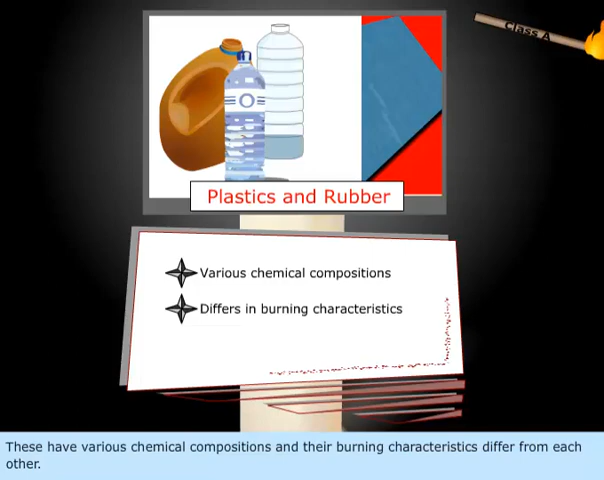 Class A
Plastics and Rubber
Various chemical compositions
Differs in burning characteristics
These have various chemical compositions and their burning characteristics differ from each
other.